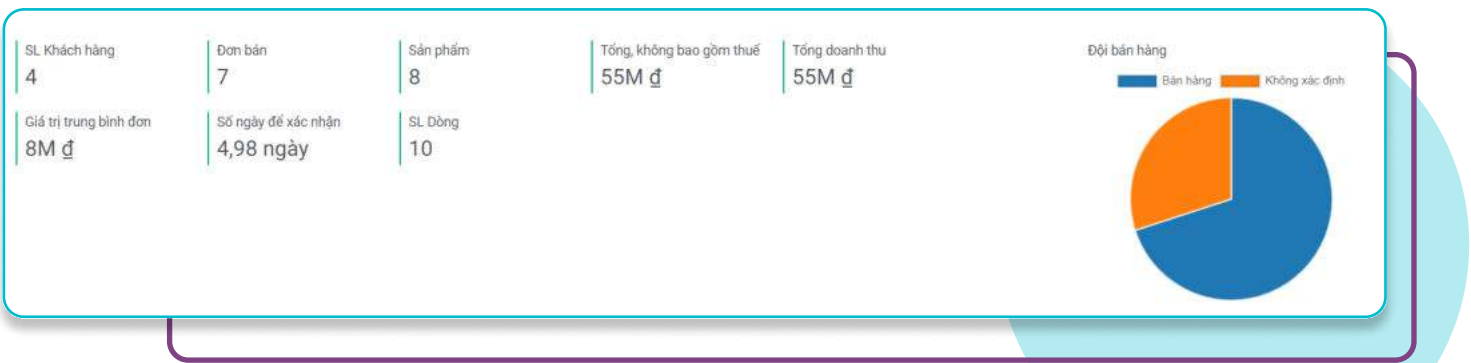 SL Khách hàng
4
Đơn bán
7
Sản phẩm
8
Tổng, không bao gồm thuế
55M ₫
Tổng doanh thu
55M ₫
Giá trị trung bình đơn
8M ₫
Số ngày để xác nhận
4,98 ngày
SL Dòng
10
Đội bán hàng
Bán hàng
Không xác định